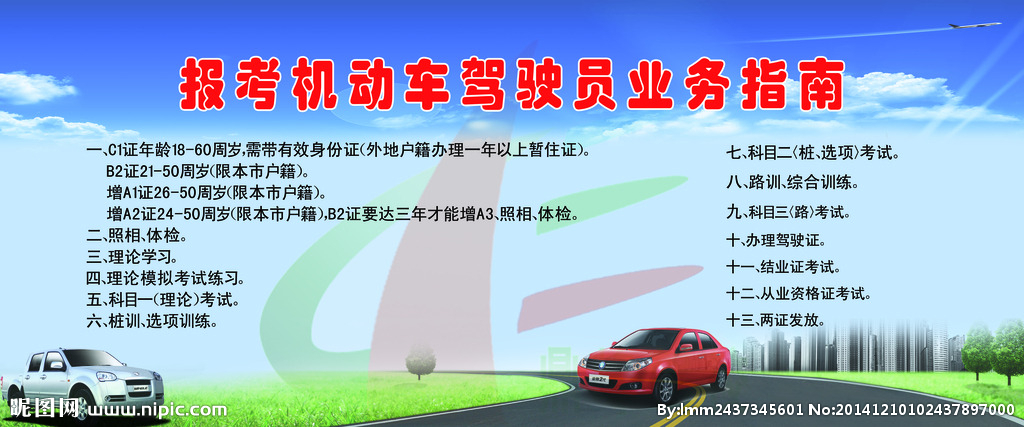 报考机动车驾驶员业务指南
一、C1证年龄18-60周岁,需带有效身份证(外地户籍办理一年以上暂住证)。
B2证21-50周岁(限本市户籍)。
增A1证26-50周岁(限本市户籍)。
增A2证24-50周岁(限本市户籍),B2证要达三年才能增A3、照相、体检。
二、照相、体检。
三、理论学习。
四、理论模拟考试练习。
五、科目一(理论)考试。
六、桩训、选项训练。
七、科目二〈桩、选项〉考试。
八、路训、综合训练。
九、科目三〈路〉考试。
十、办理驾驶证。
十一、结业证考试。
十二、从业资格证考试。
十三、两证发放。
昵图网 www.nipic.com
By:lmm2437345601 No:20141210102437897000